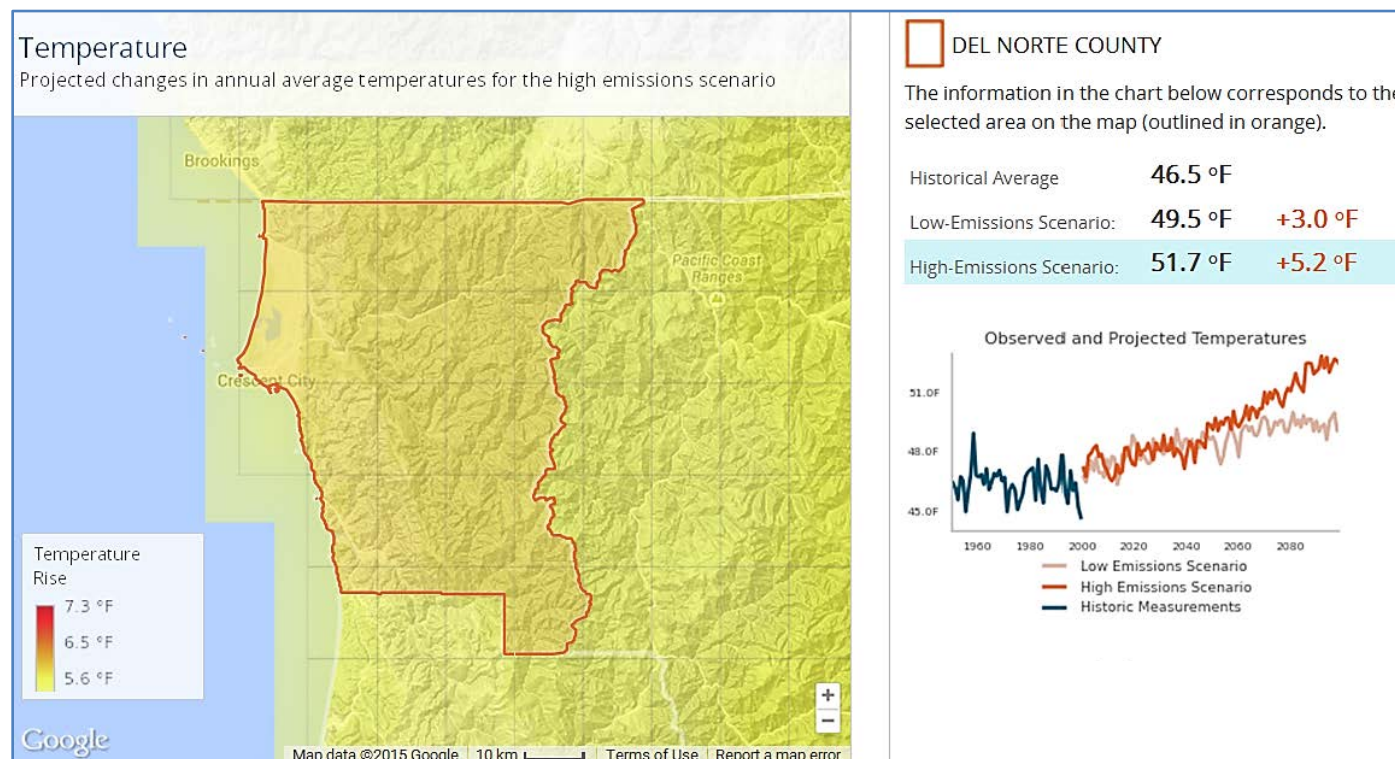 Temperature
Projected changes in annual average temperatures for the high emissions scenario
Brookings
Pacific Coast
Ranges
Crescent City
Temperature
Rise
7.3 °F
6.5 °F
5.6 °F
Google
+
−
Map data ©2015 Google
10 km
Terms of Use
Report a map error
DEL NORTE COUNTY
The information in the chart below corresponds to the
selected area on the map (outlined in orange).
Historical Average 46.5 °F
Low-Emissions Scenario: 49.5 °F +3.0 °F
High-Emissions Scenario: 51.7 °F +5.2 °F
Observed and Projected Temperatures
51.0F
48.0F
45.0F
1960 1980 2000 2020 2040 2060 2080
Low Emissions Scenario
High Emissions Scenario
Historic Measurements